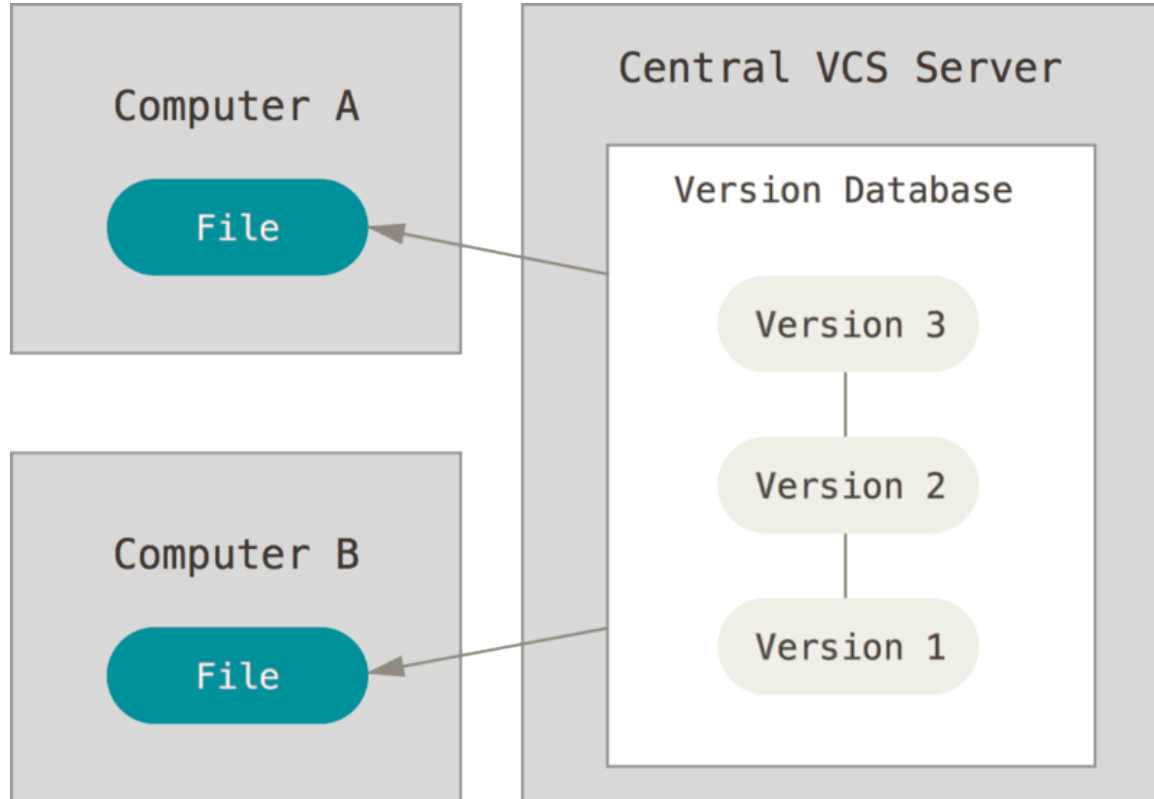 Computer A
File
Computer B
File
Central VCS Server
Version Database
Version 3
Version 2
Version 1